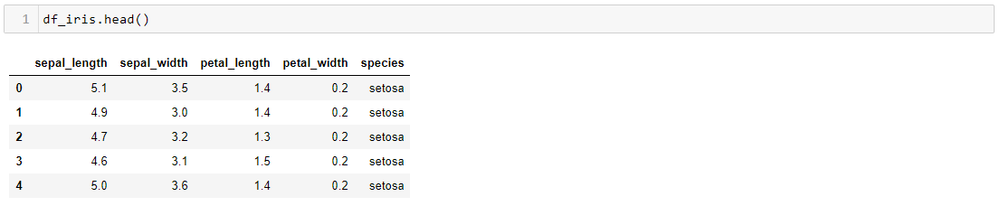 1 df_iris.head()
sepal_length sepal_width petal_length petal_width species
0 5.1 3.5 1.4 0.2 setosa
1 4.9 3.0 1.4 0.2 setosa
2 4.7 3.2 1.3 0.2 setosa
3 4.6 3.1 1.5 0.2 setosa
4 5.0 3.6 1.4 0.2 setosa